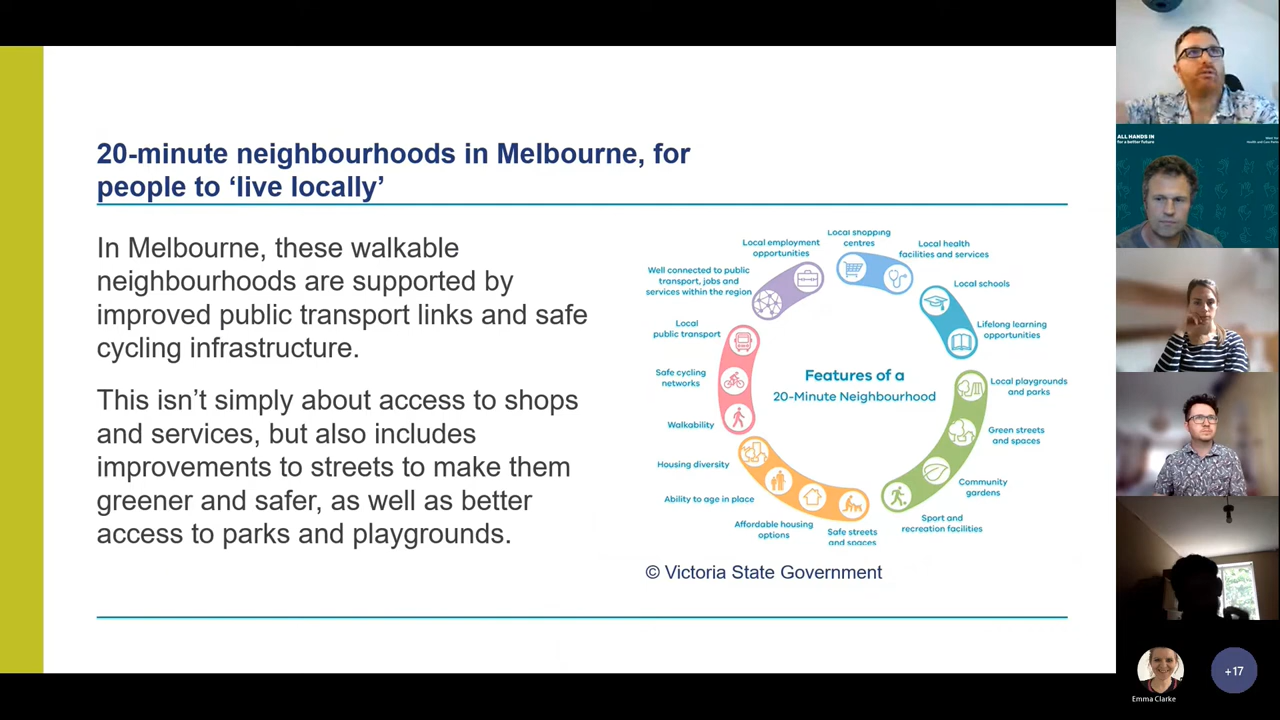 20-minute neighbourhoods in Melbourne, for
people to ‘live locally’
In Melbourne, these walkable
neighbourhoods are supported by
improved public transport links and safe
cycling infrastructure.
This isn’t simply about access to shops
and services, but also includes
improvements to streets to make them
greener and safer, as well as better
access to parks and playgrounds.
Features of a
20-Minute Neighbourhood
Local shopping
centres
Local health
facilities and services
Local schools
Lifelong learning
opportunities
Local playgrounds
and parks
Green streets
and spaces
Community
gardens
Sport and
recreation facilities
Safe streets
and spaces
Affordable housing
options
Ability to age in place
Housing diversity
Walkability
Safe cycling
networks
Local
public transport
Well connected to public
transport, jobs and
services within the region
Local employment
opportunities
© Victoria State Government
ALL HANDS IN
for a better future
Emma Clarke
+17